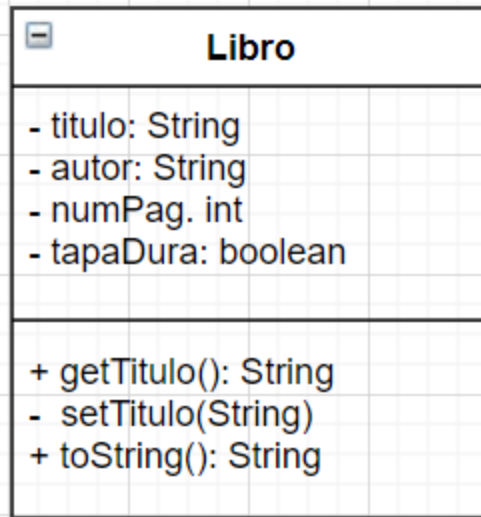 Libro
- titulo: String
- autor: String
- numPag. int
- tapaDura: boolean
+ getTitulo(): String
- setTitulo(String)
+ toString(): String